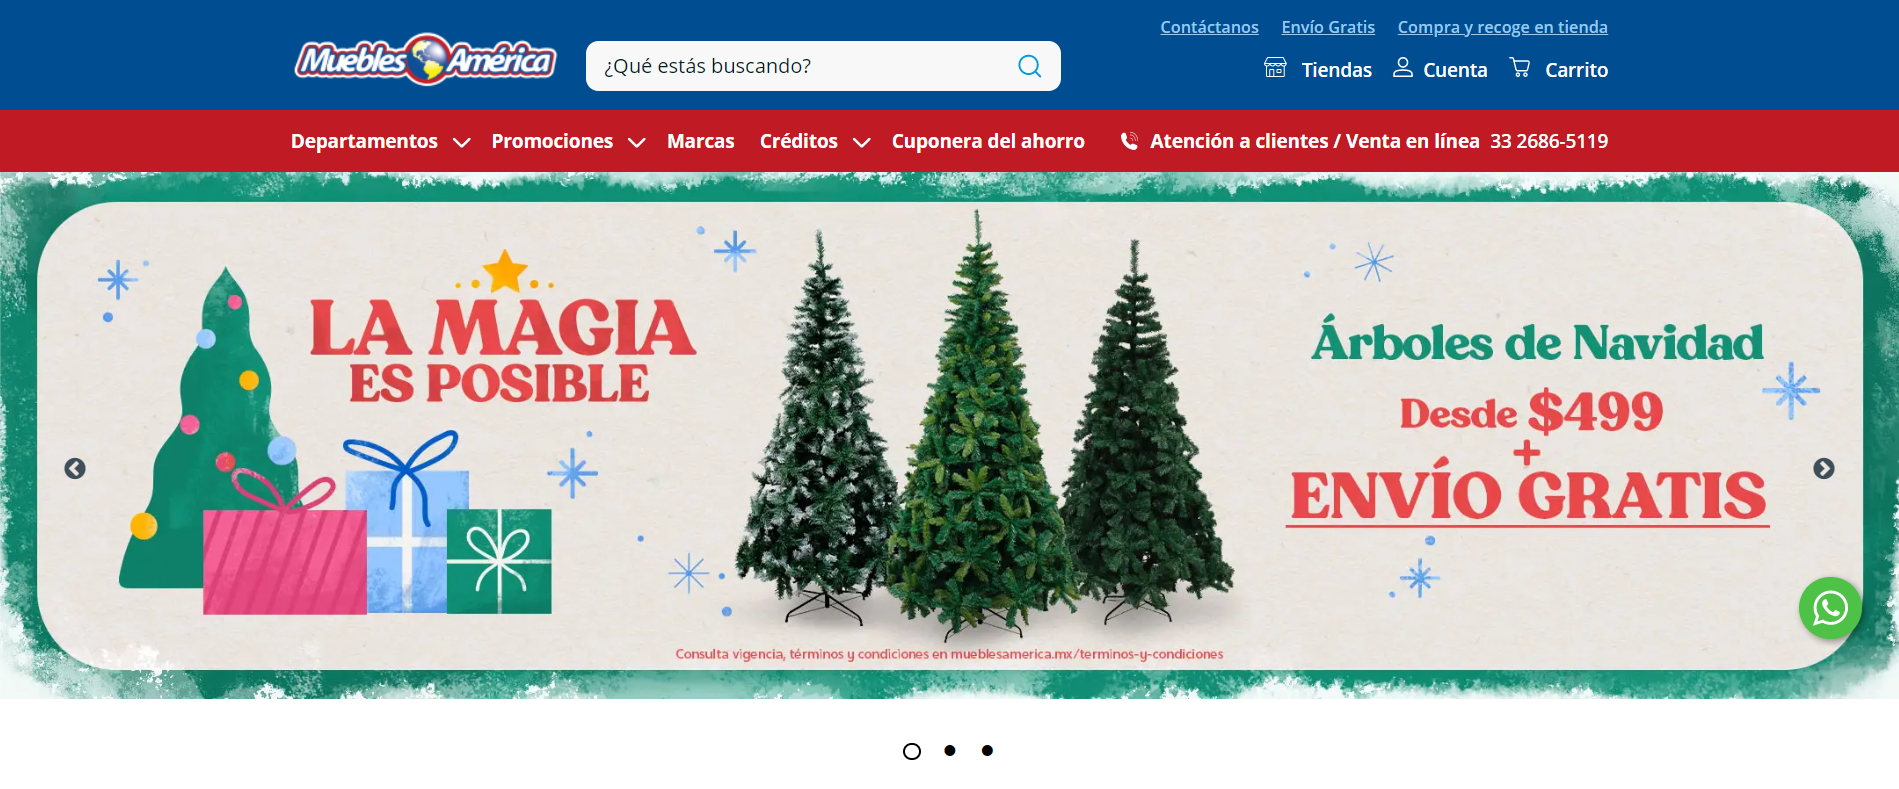 Contáctanos Envío Gratis Compra y recoge en tienda
Muebles América
¿Qué estás buscando?
Tiendas Cuenta Carrito
Departamentos Promociones Marcas Créditos Cuponera del ahorro Atención a clientes / Venta en línea 33 2686-5119
LA MAGIA
ES POSIBLE
Árboles de Navidad
Desde $499
+
ENVÍO GRATIS
Consulta vigencia, términos y condiciones en mueblesamerica.mx/terminos-y-condiciones